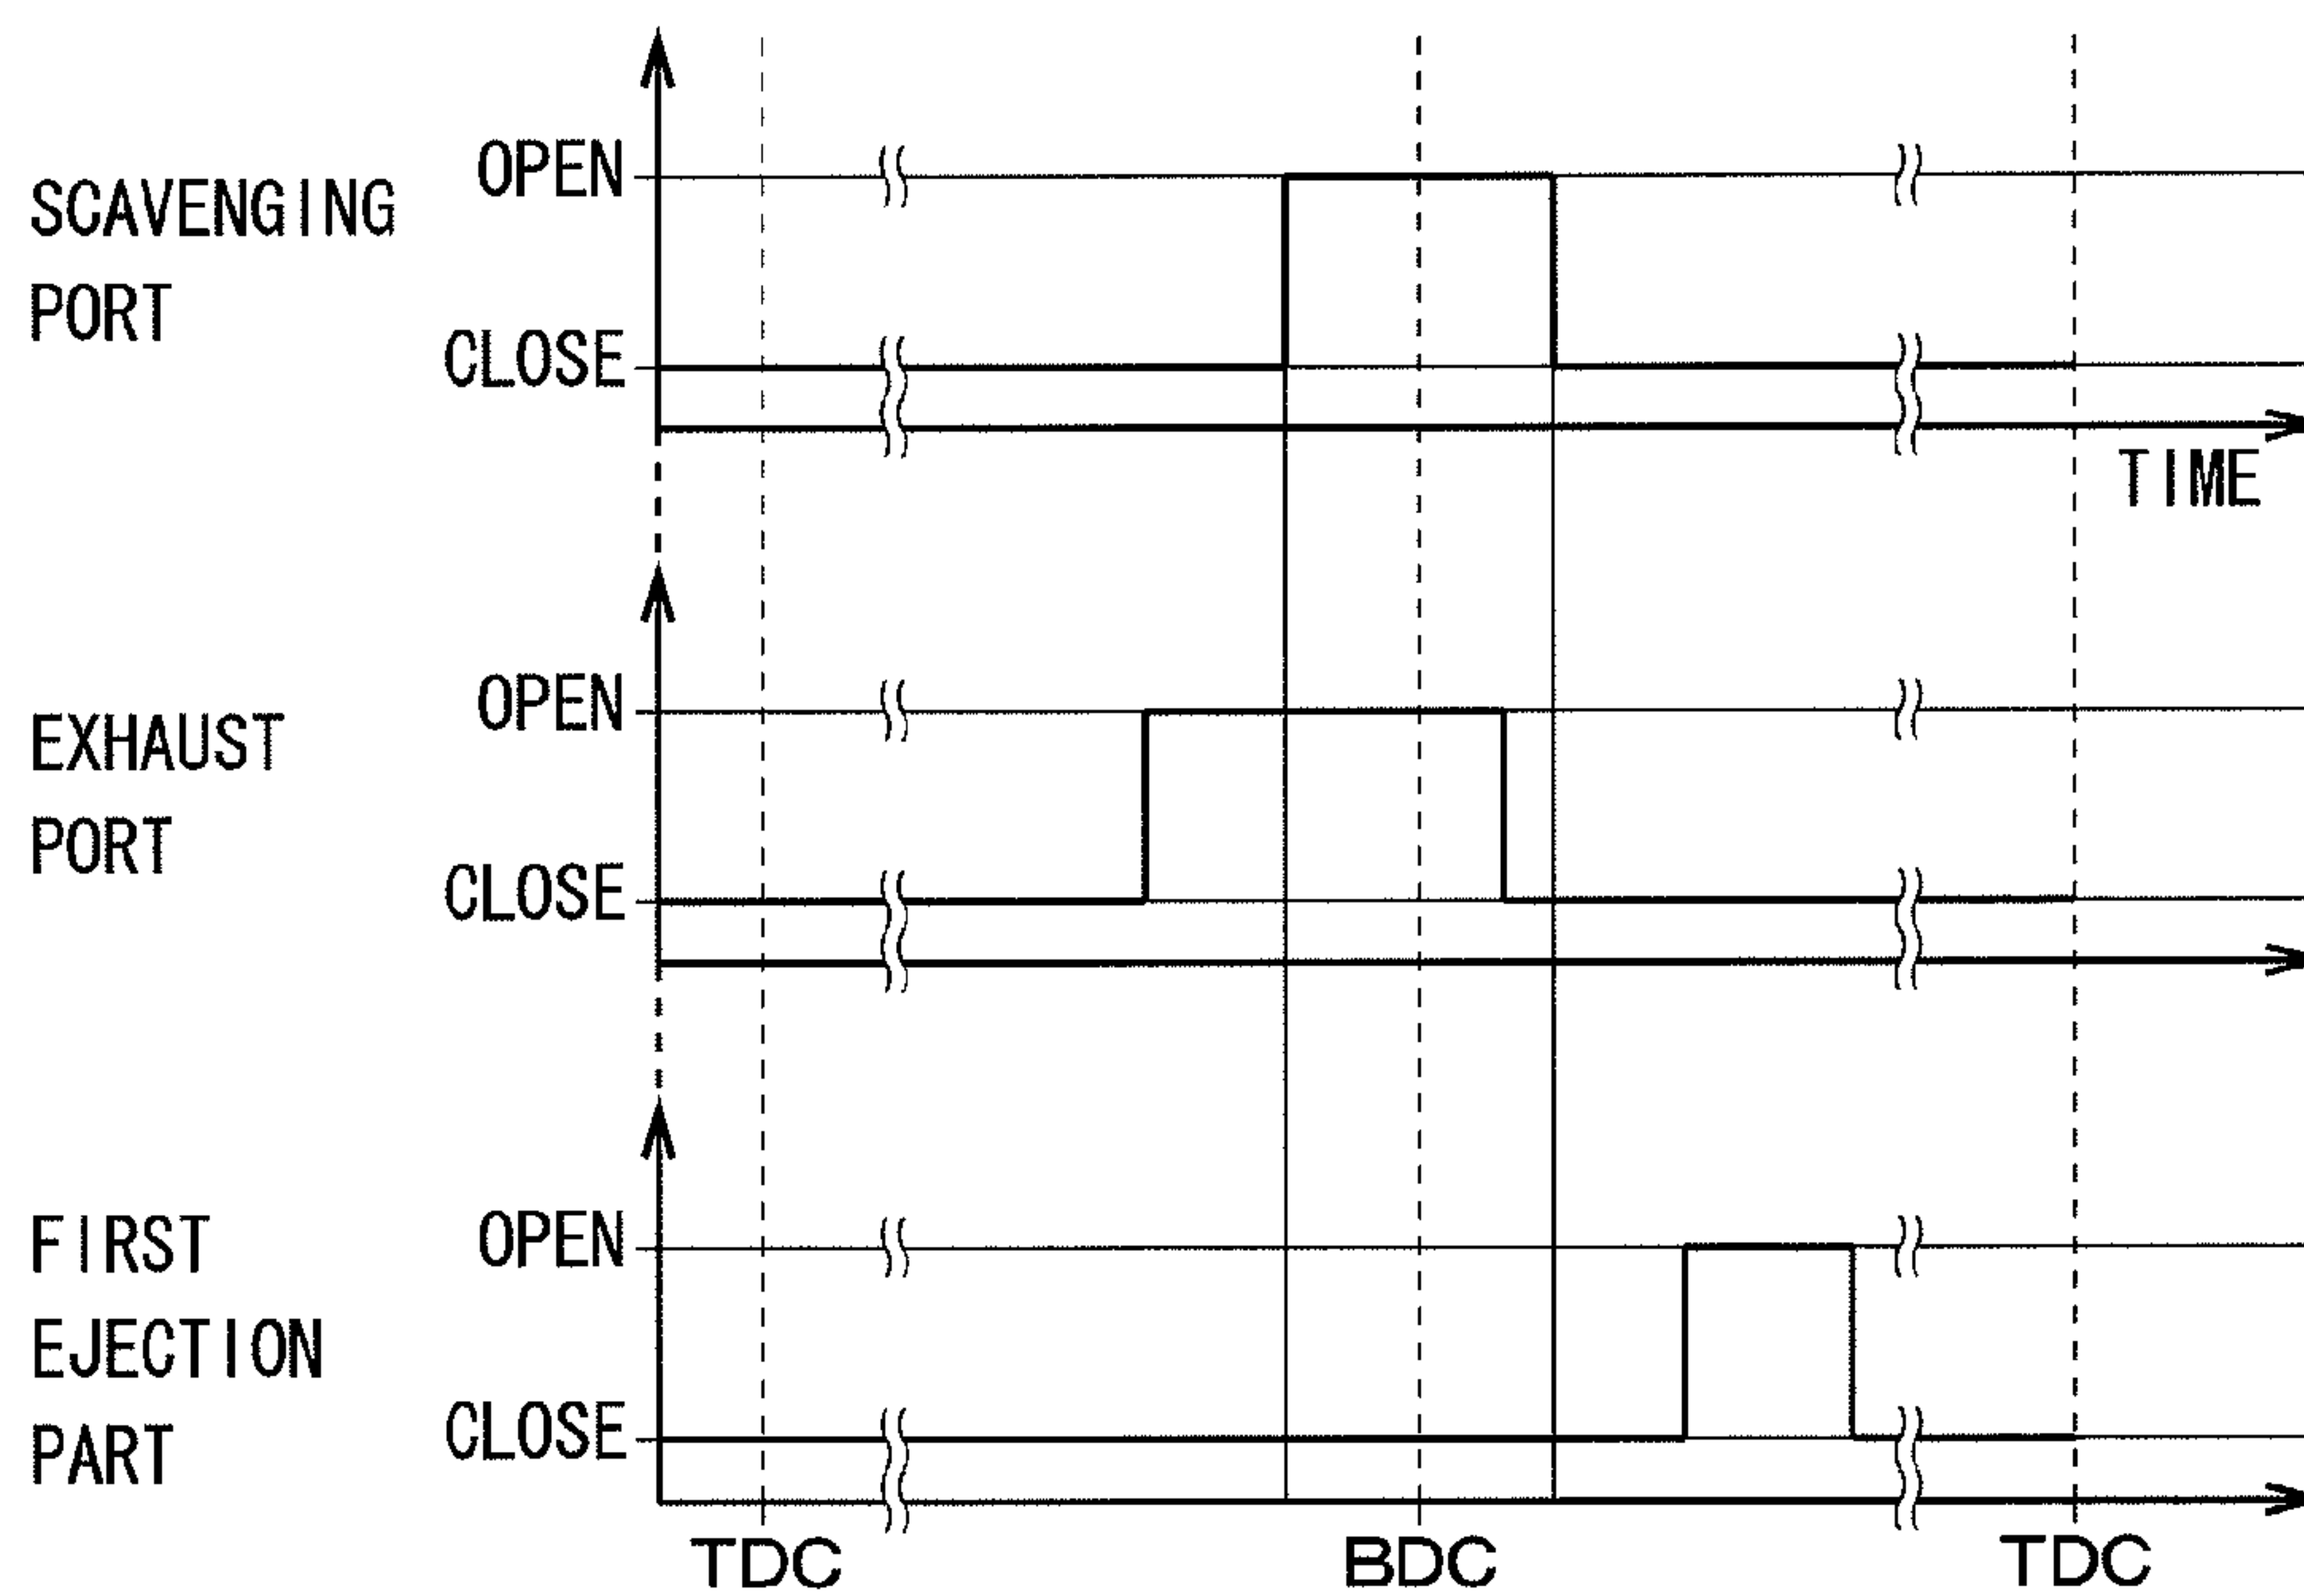 OPEN
SCAVENGING
PORT
CLOSE
TIME
OPEN
EXHAUST
PORT
CLOSE
OPEN
FIRST
EJECTION
PART
CLOSE
TDC
BDC
TDC